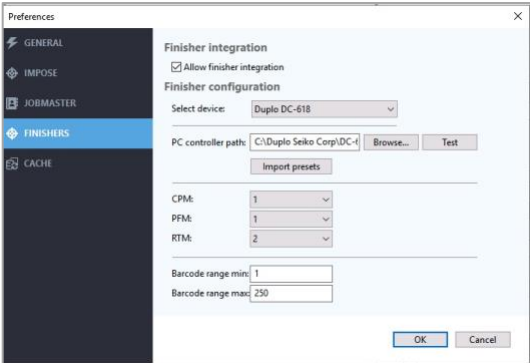 Preferences
GENERAL
IMPOSE
JOBMASTER
FINISHERS
CACHE
Finisher integration
Allow finisher integration
Finisher configuration
Select device: Duplo DC-618
PC controller path: C:\Duplo Seiko Corp\DC-6 Browse... Test
Import presets
CPM: 1
PFM: 1
RTM: 2
Barcode range min: 1
Barcode range max: 250
OK Cancel